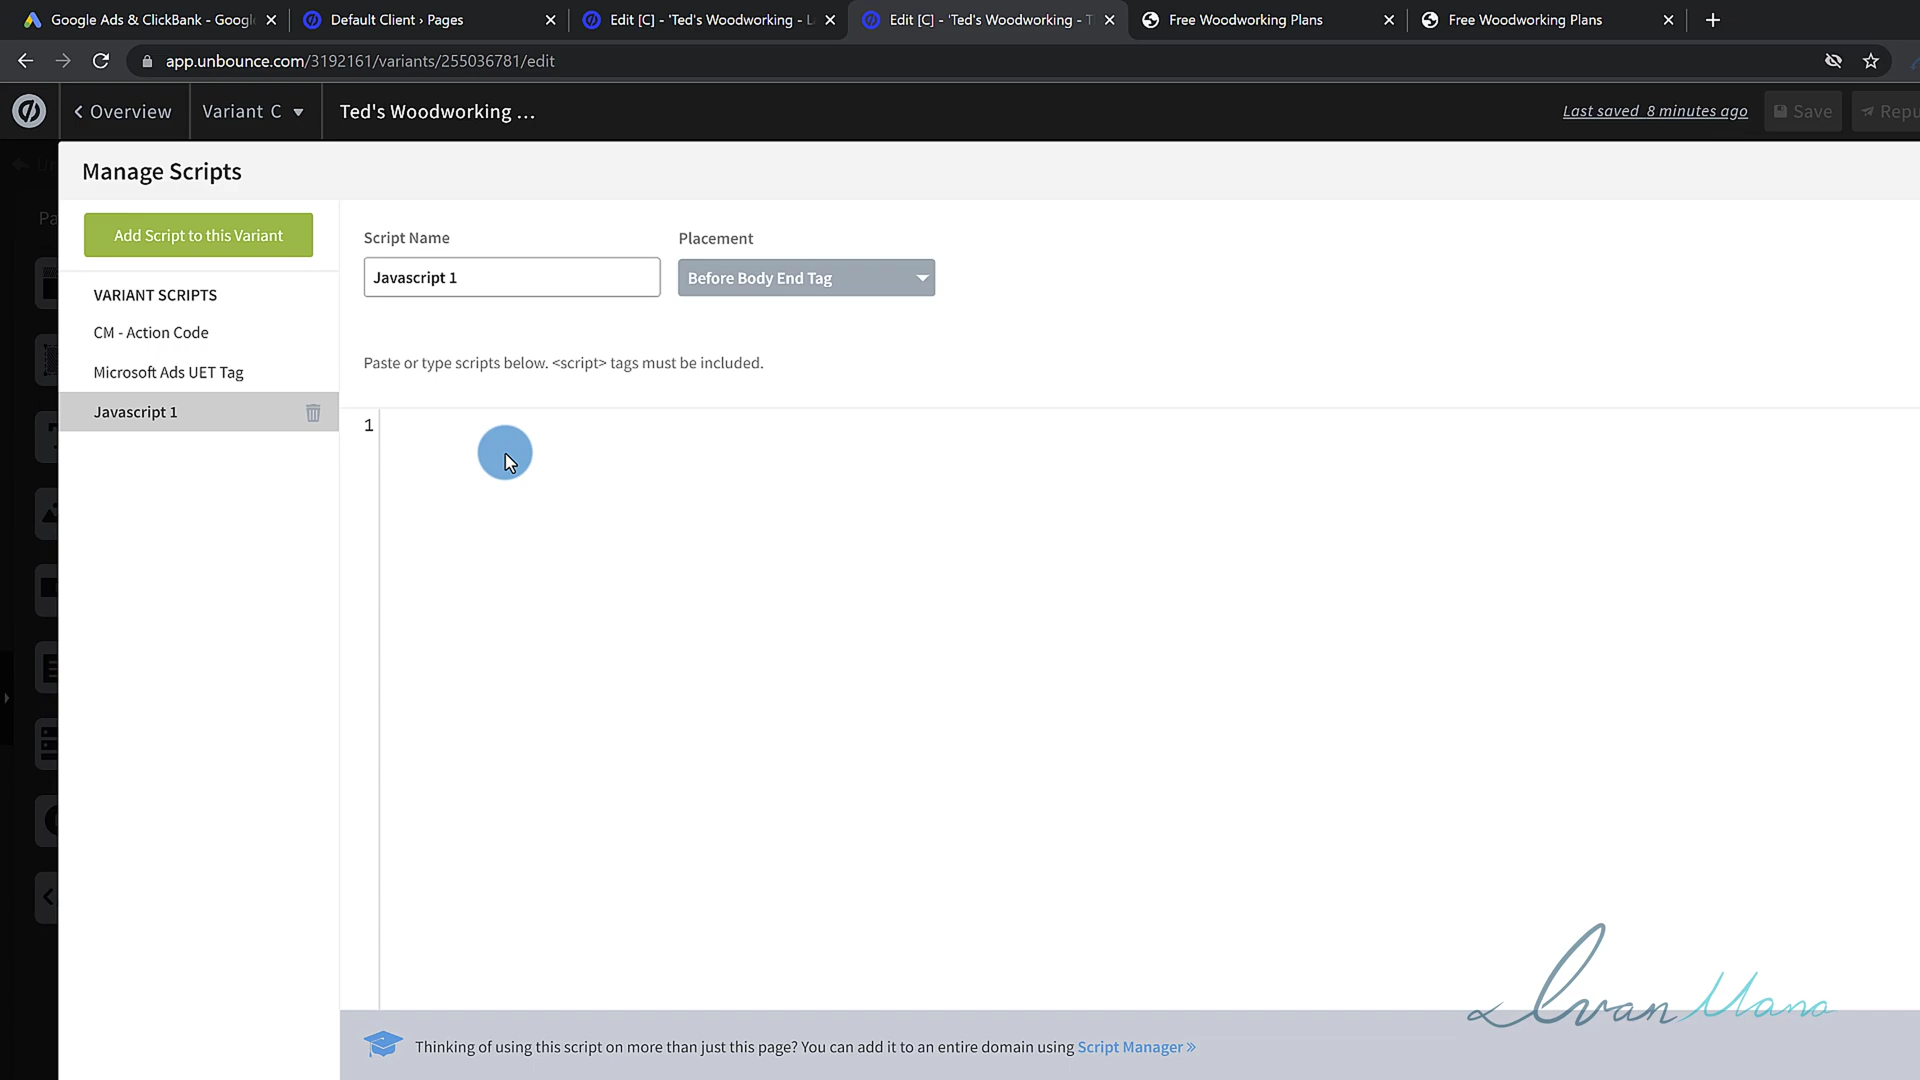 Google Ads & ClickBank - Googl
Default Client › Pages
Edit [C] - 'Ted's Woodworking - L
Edit [C] - 'Ted's Woodworking - T
Free Woodworking Plans
Free Woodworking Plans
app.unbounce.com/3192161/variants/255036781/edit
Overview
Variant C
Ted's Woodworking ...
Last saved 8 minutes ago
Save
Repu
Manage Scripts
Add Script to this Variant
VARIANT SCRIPTS
CM - Action Code
Microsoft Ads UET Tag
Javascript 1
Script Name
Placement
Javascript 1
Before Body End Tag
Paste or type scripts below. <script> tags must be included.
1
Ivan Mana
Thinking of using this script on more than just this page? You can add it to an entire domain using Script Manager »